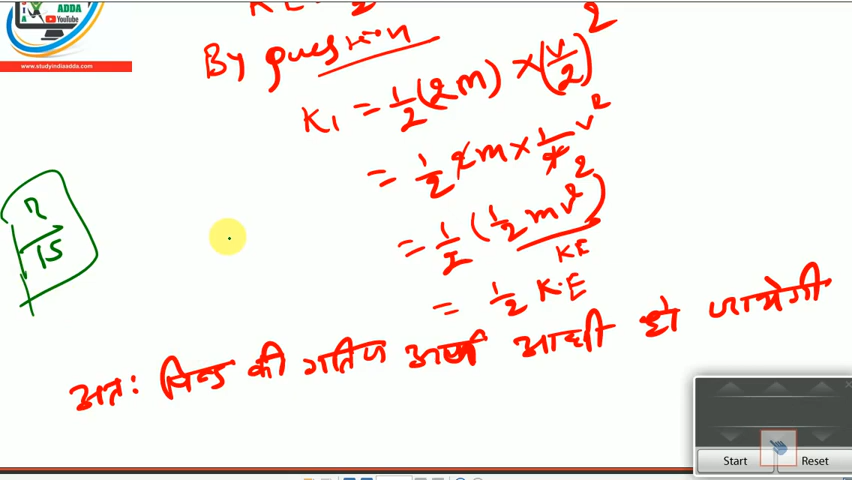 ADDA
YouTube
www.studyindiaadda.com
By question
K1 = 1/2 (2m) × (v/2)²
= 1/2 2m × 1/4 v²
= 1/2 (1/2 mv²)
KE
= 1/2 K.E
अतः पिन्ड की गतिज ऊर्जा आधी हो जायेगी
15
Start Reset